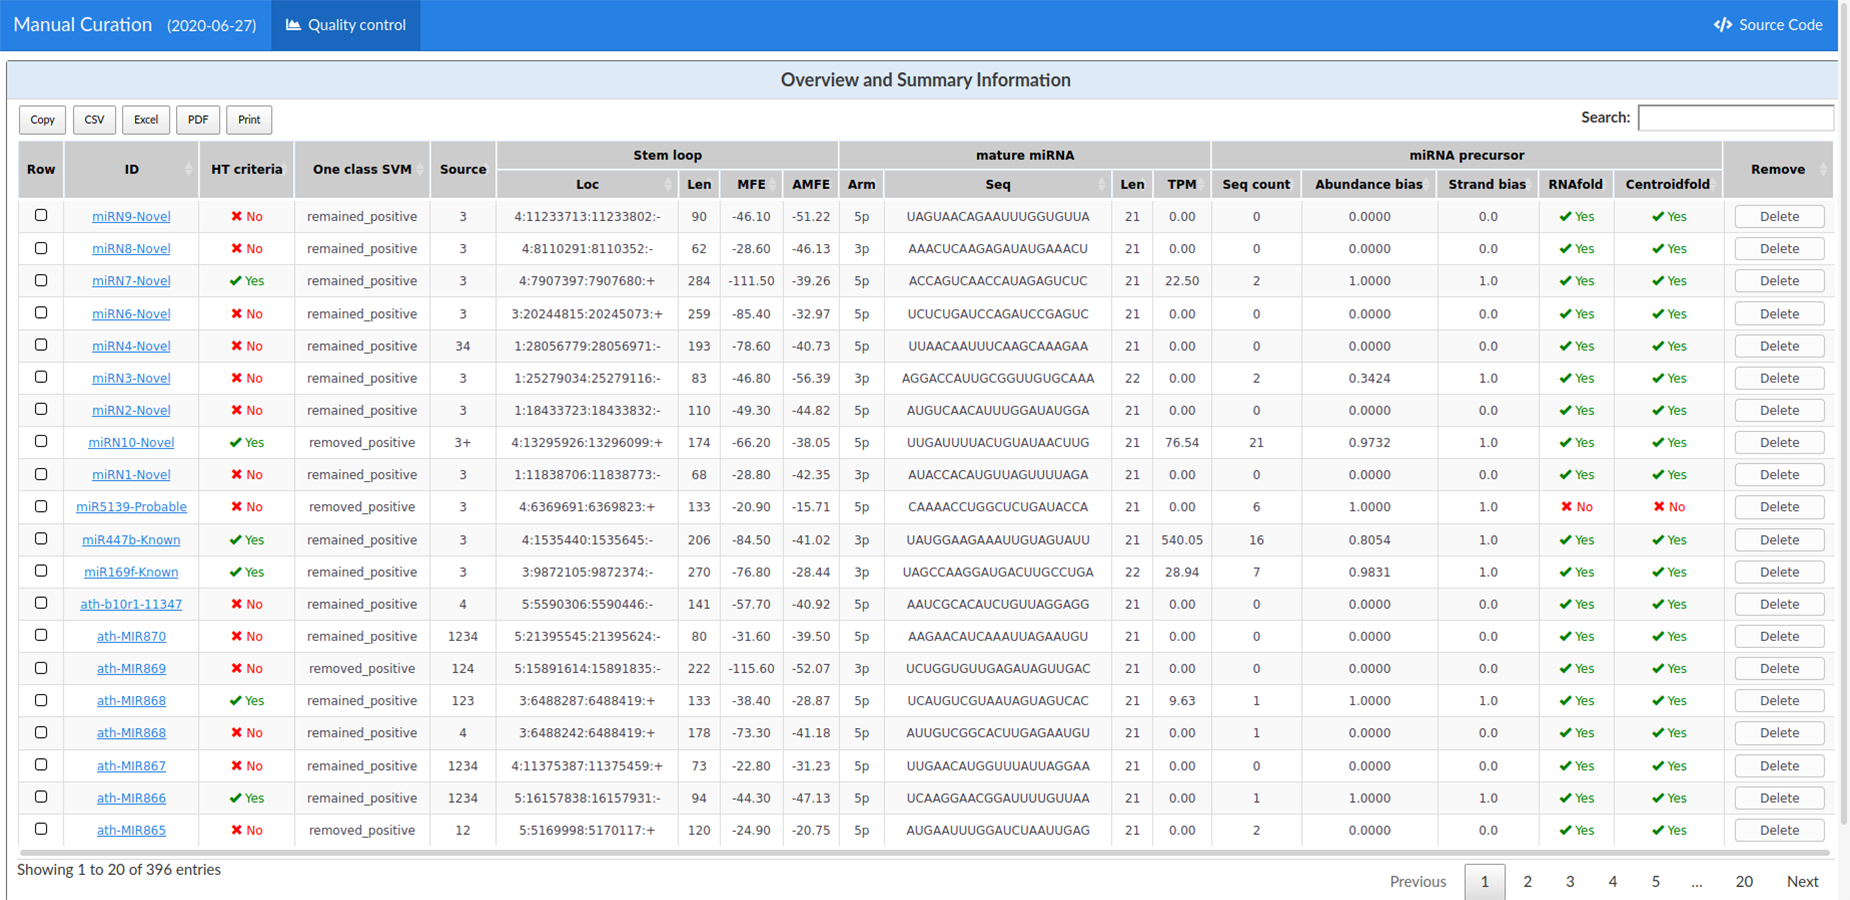 Manual Curation (2020-06-27) Quality control Source Code
Overview and Summary Information
Copy CSV Excel PDF Print Search:
Row ID HT criteria One class SVM Source Stem loop mature miRNA miRNA precursor Remove
Loc Len MFE AMFE Arm Seq Len TPM Seq count Abundance bias Strand bias RNAfold Centroidfold
miRN9-Novel No remained_positive 3 4:11233713:11233802:- 90 -46.10 -51.22 5p UAGUAACAGAAUUUGGUGUUA 21 0.00 0 0.0000 0.0 Yes Yes Delete
miRN8-Novel No remained_positive 3 4:8110291:8110352:- 62 -28.60 -46.13 3p AAACUCAAGAGAUAUGAAACU 21 0.00 0 0.0000 0.0 Yes Yes Delete
miRN7-Novel Yes remained_positive 3 4:7907397:7907680:+ 284 -111.50 -39.26 5p ACCAGUCAACCAUAGAGUCUC 21 22.50 2 1.0000 1.0 Yes Yes Delete
miRN6-Novel No remained_positive 3 3:20244815:20245073:+ 259 -85.40 -32.97 5p UCUCUGAUCCAGAUCCGAGUC 21 0.00 0 0.0000 0.0 Yes Yes Delete
miRN4-Novel No remained_positive 34 1:28056779:28056971:- 193 -78.60 -40.73 5p UUAACAAUUUCAAGCAAAGAA 21 0.00 0 0.0000 0.0 Yes Yes Delete
miRN3-Novel No remained_positive 3 1:25279034:25279116:- 83 -46.80 -56.39 3p AGGACCAUUGCGGUUGUGCAAA 22 0.00 2 0.3424 1.0 Yes Yes Delete
miRN2-Novel No remained_positive 3 1:18433723:18433832:- 110 -49.30 -44.82 5p AUGUCAACAUUUGGAUAUGGA 21 0.00 0 0.0000 0.0 Yes Yes Delete
miRN10-Novel Yes removed_positive 3+ 4:13295926:13296099:+ 174 -66.20 -38.05 5p UUGAUUUUACUGUAUAACUUG 21 76.54 21 0.9732 1.0 Yes Yes Delete
miRN1-Novel No remained_positive 3 1:11838706:11838773:- 68 -28.80 -42.35 3p AUACCACAUGUUAGUUUUAGA 21 0.00 0 0.0000 0.0 Yes Yes Delete
miR5139-Probable No removed_positive 3 4:6369691:6369823:+ 133 -20.90 -15.71 5p CAAAACCUGGCUCUGAUACCA 21 0.00 6 1.0000 1.0 No No Delete
miR447b-Known Yes remained_positive 3 4:1535440:1535645:- 206 -84.50 -41.02 3p UAUGGAAGAAAUUGUAGUAUU 21 540.05 16 0.8054 1.0 Yes Yes Delete
miR169f-Known Yes remained_positive 3 3:9872105:9872374:- 270 -76.80 -28.44 3p UAGCCAAGGAUGACUUGCCUGA 22 28.94 7 0.9831 1.0 Yes Yes Delete
ath-b10r1-11347 No remained_positive 4 5:5590306:5590446:- 141 -57.70 -40.92 5p AAUCGCACAUCUGUUAGGAGG 21 0.00 0 0.0000 0.0 Yes Yes Delete
ath-MIR870 No remained_positive 1234 5:21395545:21395624:- 80 -31.60 -39.50 5p AAGAACAUCAAAUUAGAAUGU 21 0.00 0 0.0000 0.0 Yes Yes Delete
ath-MIR869 No removed_positive 124 5:15891614:15891835:- 222 -115.60 -52.07 3p UCUGGUGUUGAGAUAGUUGAC 21 0.00 0 0.0000 0.0 Yes Yes Delete
ath-MIR868 Yes remained_positive 123 3:6488287:6488419:+ 133 -38.40 -28.87 5p UCAUGUCGUAAUAGUAGUCAC 21 9.63 1 1.0000 1.0 Yes Yes Delete
ath-MIR868 No remained_positive 4 3:6488242:6488419:+ 178 -73.30 -41.18 5p AUUGUCGGCACUUGAGAAUGU 21 0.00 1 0.0000 0.0 Yes Yes Delete
ath-MIR867 No remained_positive 1234 4:11375387:11375459:+ 73 -22.80 -31.23 5p UUGAACAUGGUUUAUUAGGAA 21 0.00 0 0.0000 0.0 Yes Yes Delete
ath-MIR866 Yes remained_positive 1234 5:16157838:16157931:- 94 -44.30 -47.13 5p UCAAGGAACGGAUUUUGUUAA 21 0.00 1 1.0000 1.0 Yes Yes Delete
ath-MIR865 No removed_positive 12 5:5169998:5170117:+ 120 -24.90 -20.75 5p AUGAAUUUGGAUCUAAUUGAG 21 0.00 2 0.0000 0.0 Yes Yes Delete
Showing 1 to 20 of 396 entries
Previous 1 2 3 4 5 ... 20 Next